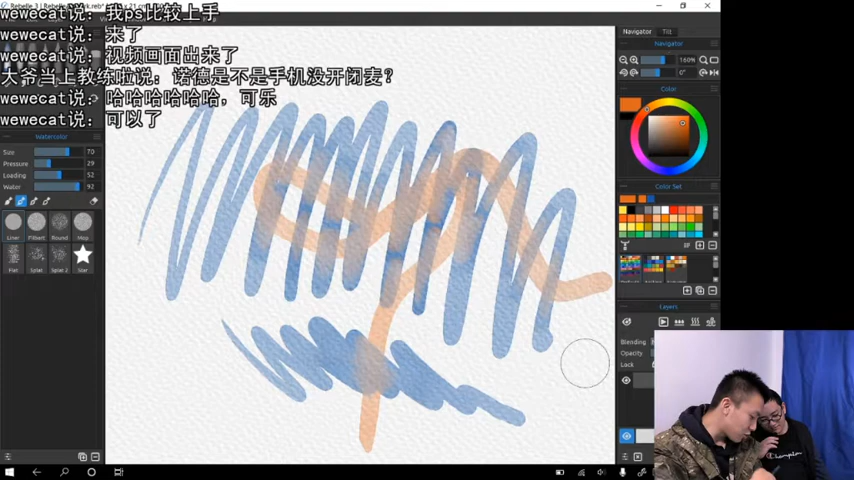 wewecat说：我ps比较上手
wewecat说：来了
wewecat说：视频画面出来了
大爷当上教练啦说：诺德是不是手机没开闭麦？
wewecat说：哈哈哈哈哈哈，可乐
wewecat说：可以了
Rebelle 3
Watercolor
Size 70
Pressure 29
Loading 52
Water 92
Liner Filbert Round Mop
Flat Splat Splat 2 Star
Navigator Tilt
Navigator
160%
0°
Color
Color Set
Layers
Blending
Opacity
Lock
Champion